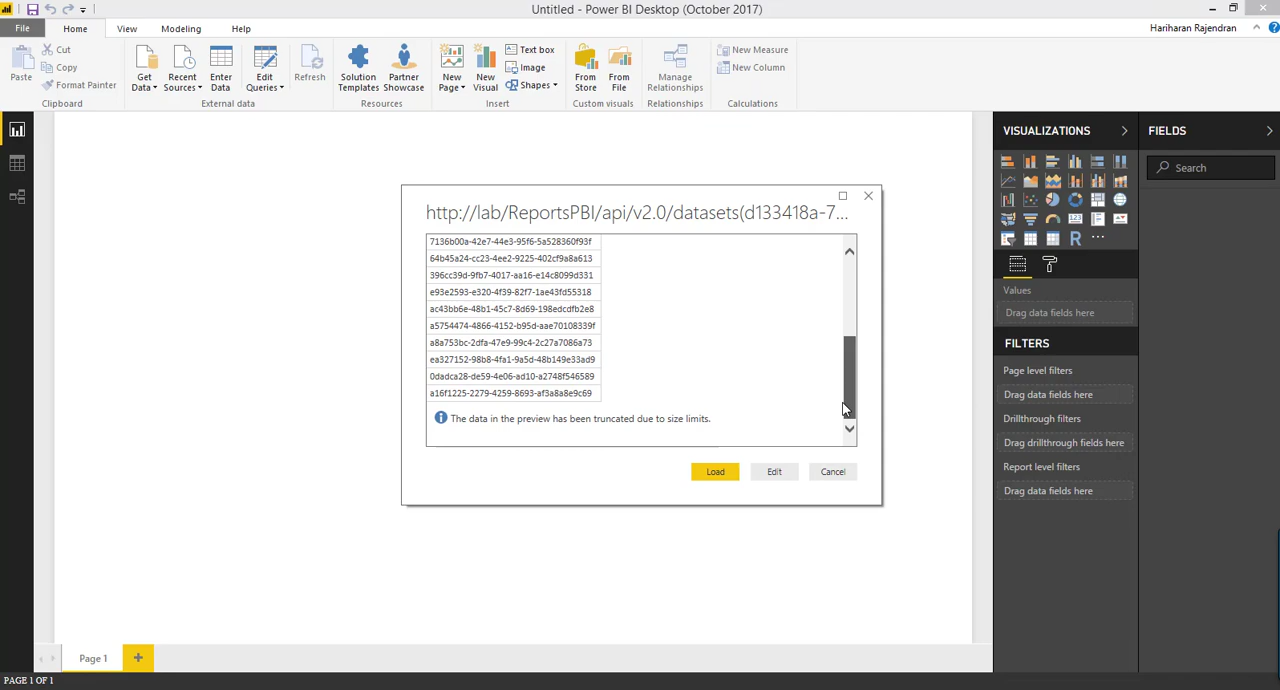 Untitled - Power BI Desktop (October 2017)
File Home View Modeling Help Hariharan Rajendran
Paste
Cut
Copy
Format Painter
Clipboard
Get Data
Recent Sources
Enter Data
Edit Queries
Refresh
External data
Solution Templates
Partner Showcase
Resources
New Page
New Visual
Text box
Image
Shapes
Insert
From Store
From File
Custom visuals
Manage Relationships
Relationships
New Measure
New Column
Calculations
http://lab/ReportsPBI/api/v2.0/datasets(d133418a-7...
7136b00a-42e7-44e3-95f6-5a528360f93f
64b45a24-cc23-4ee2-9225-402cf9a8a613
396cc39d-9fb7-4017-aa16-e14c8099d331
e93e2593-e320-4f39-82f7-1ae43fd55318
ac43bb6e-48b1-45c7-8d69-198edcdfb2e8
a5754474-4866-4152-b95d-aae70108339f
a8a753bc-2dfa-47e9-99c4-2c27a7086a73
ea327152-98b8-4fa1-9a5d-48b149e33ad9
0dadca28-de59-4e06-ad10-a2748f546589
a16f1225-2279-4259-8693-af3a8a8e9c69
The data in the preview has been truncated due to size limits.
Load Edit Cancel
VISUALIZATIONS
R
Values
Drag data fields here
FILTERS
Page level filters
Drag data fields here
Drillthrough filters
Drag drillthrough fields here
Report level filters
Drag data fields here
FIELDS
Search
Page 1
PAGE 1 OF 1